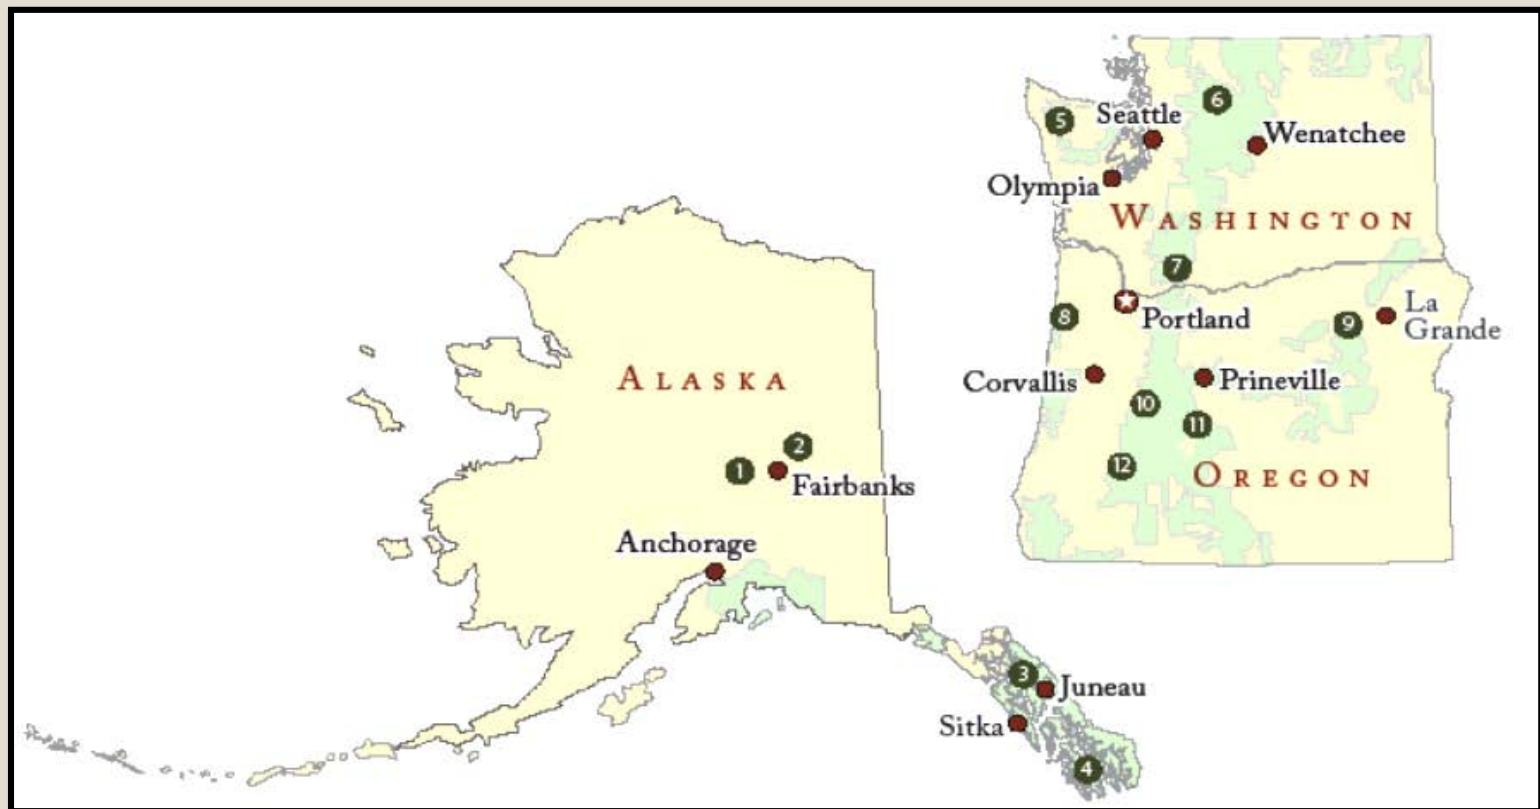 6
Seattle
5
Wenatchee
Olympia
WASHINGTON
7
Portland
8
9
La
Grande
Corvallis
Prineville
10
11
12
OREGON
ALASKA
2
1
Fairbanks
Anchorage
3
Juneau
Sitka
4